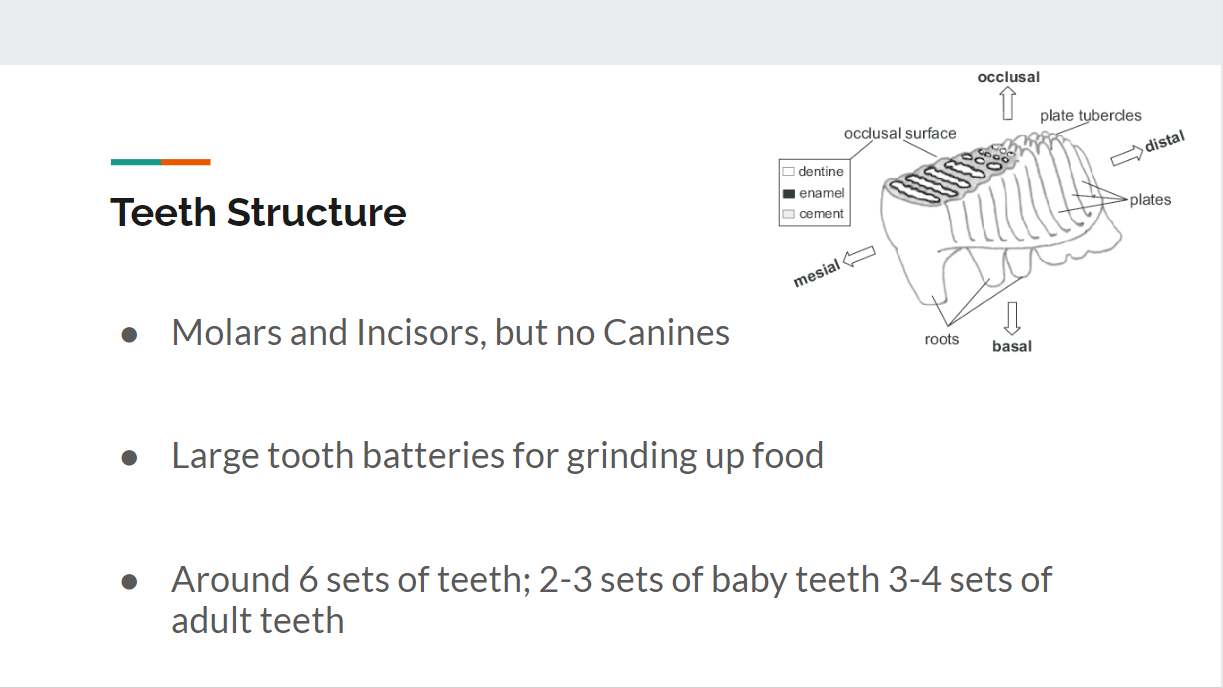 occlusal
plate tubercles
occlusal surface
distal
dentine
enamel
cement
plates
Teeth Structure
mesial
roots
basal
● Molars and Incisors, but no Canines
● Large tooth batteries for grinding up food
● Around 6 sets of teeth; 2-3 sets of baby teeth 3-4 sets of
adult teeth